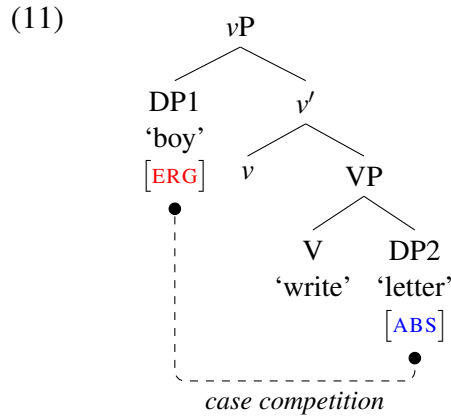 (11)
vP
DP1 v′
‘boy’
[ERG] v VP
V DP2
‘write’ ‘letter’
[ABS]
case competition